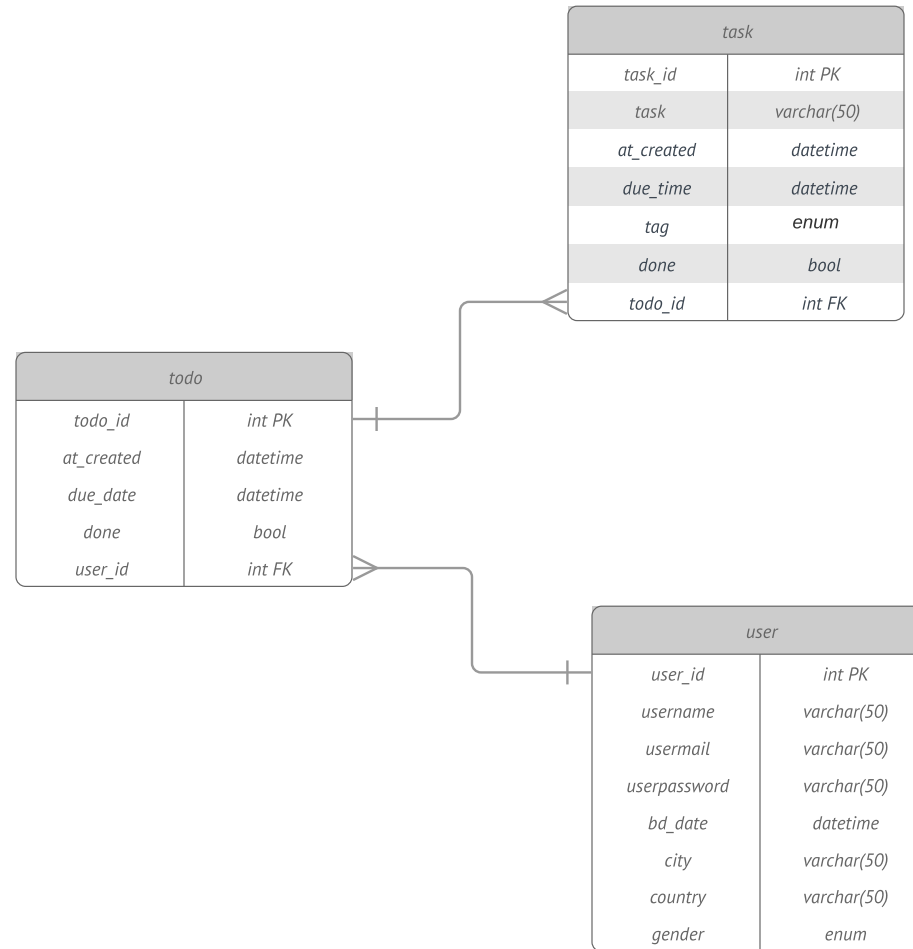 task
task_id int PK
task varchar(50)
at_created datetime
due_time datetime
tag enum
done bool
todo_id int FK
todo
todo_id int PK
at_created datetime
due_date datetime
done bool
user_id int FK
user
user_id int PK
username varchar(50)
usermail varchar(50)
userpassword varchar(50)
bd_date datetime
city varchar(50)
country varchar(50)
gender enum